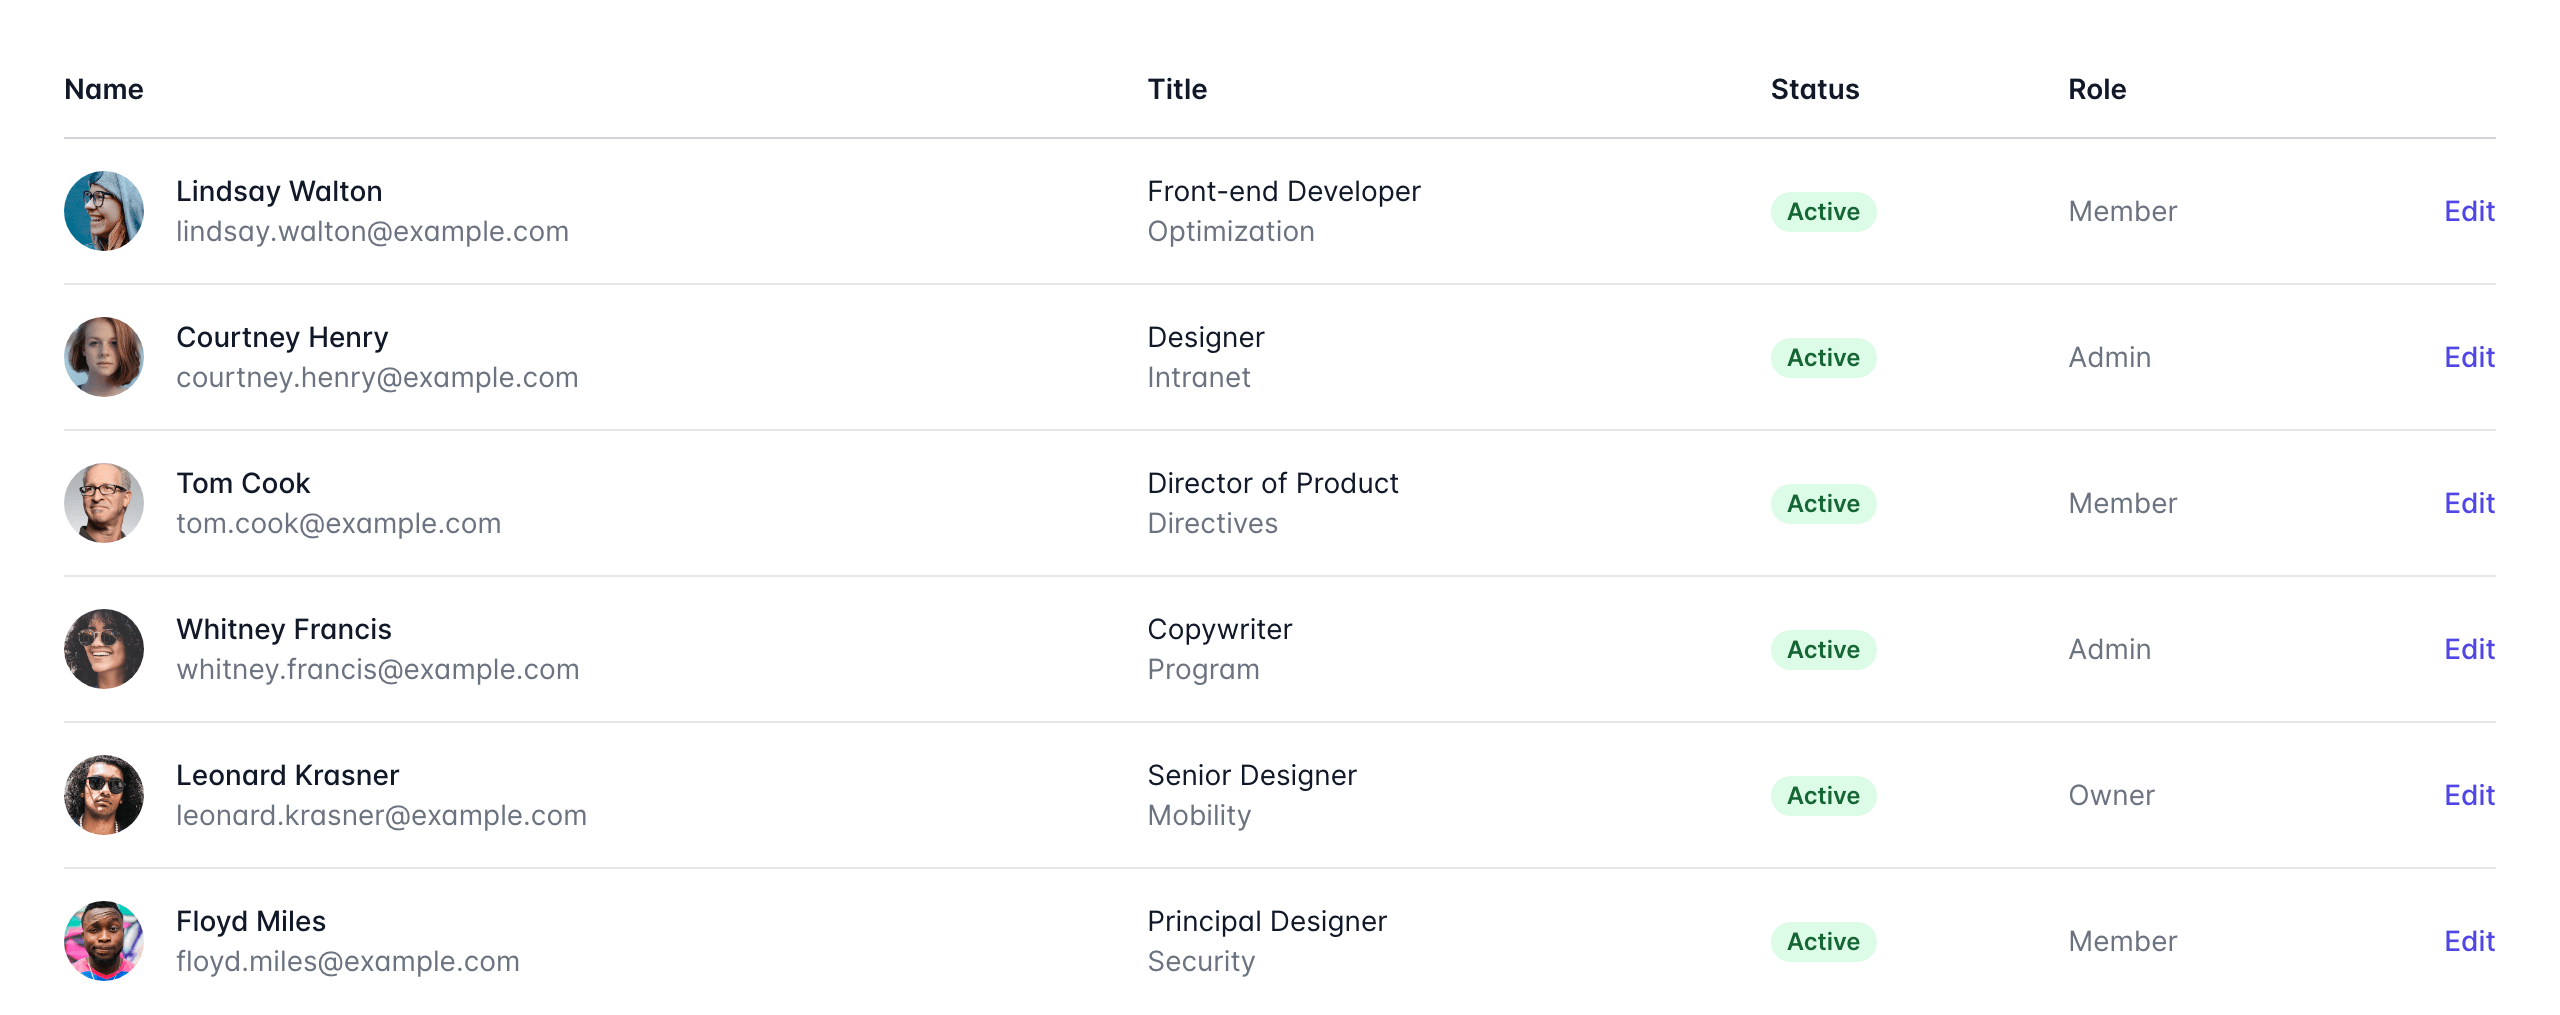 Name Title Status Role
Lindsay Walton Front-end Developer
lindsay.walton@example.com Optimization
Active Member Edit
Courtney Henry Designer
courtney.henry@example.com Intranet
Active Admin Edit
Tom Cook Director of Product
tom.cook@example.com Directives
Active Member Edit
Whitney Francis Copywriter
whitney.francis@example.com Program
Active Admin Edit
Leonard Krasner Senior Designer
leonard.krasner@example.com Mobility
Active Owner Edit
Floyd Miles Principal Designer
floyd.miles@example.com Security
Active Member Edit